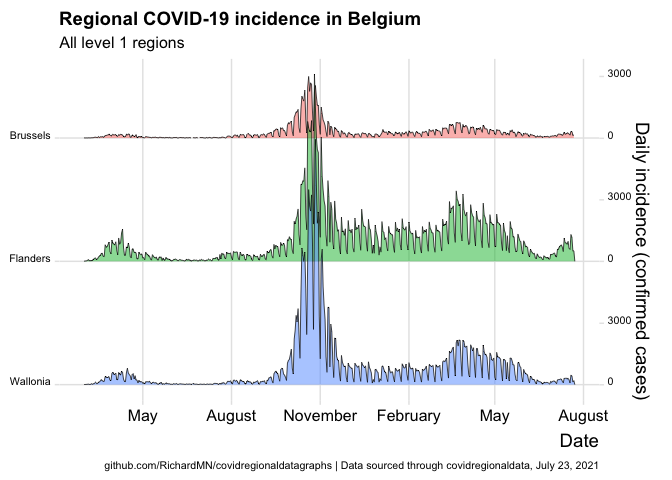 Regional COVID-19 incidence in Belgium
All level 1 regions
3000
Brussels
0
3000
Flanders
0
3000
Wallonia
0
Daily incidence (confirmed cases)
May
August
November
February
May
August
Date
github.com/RichardMN/covidregionaldatagraphs | Data sourced through covidregionaldata, July 23, 2021